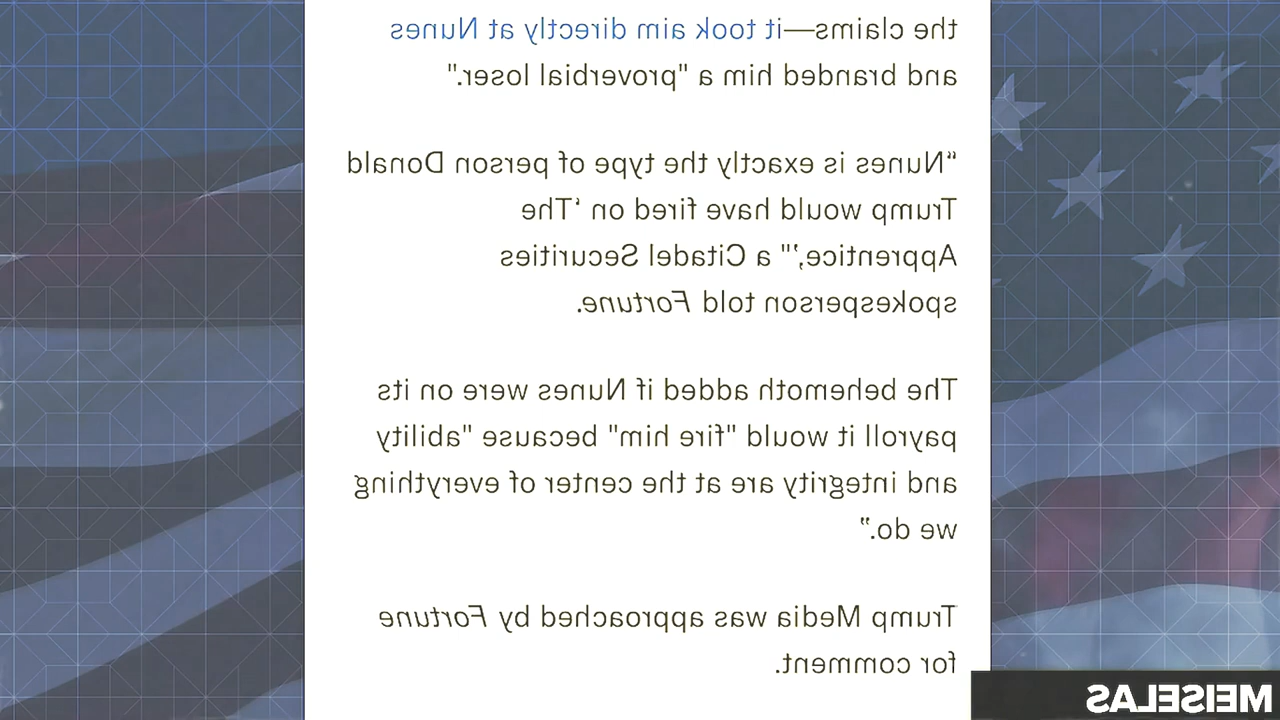 the claims—it took aim directly at Nunes
and branded him a "proverbial loser."
“Nunes is exactly the type of person Donald
Trump would have fired on ‘The
Apprentice,’" a Citadel Securities
spokesperson told Fortune.
The behemoth added if Nunes were on its
payroll it would "fire him" because "ability
and integrity are at the center of everything
we do.”
Trump Media was approached by Fortune
for comment.
MEISELAS